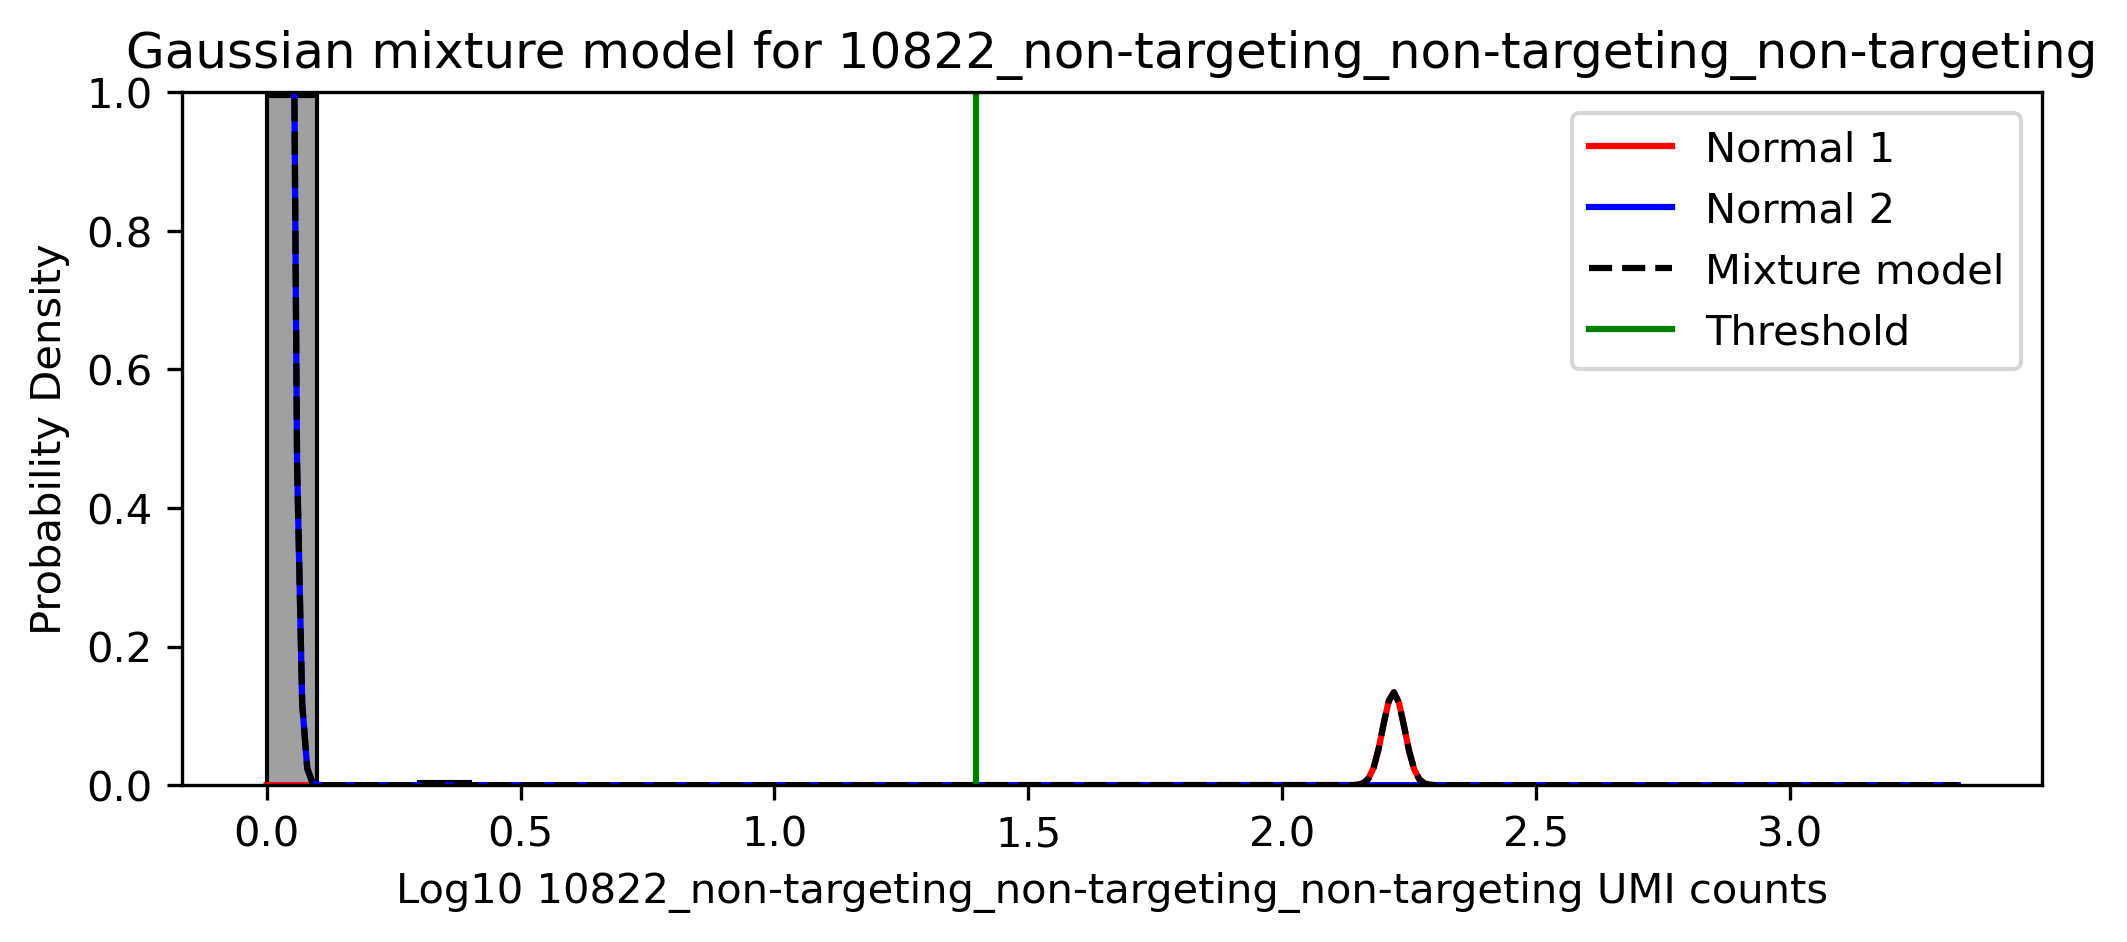 Gaussian mixture model for 10822_non-targeting_non-targeting_non-targeting
1.0
0.8
0.6
0.4
0.2
0.0
Probability Density
Normal 1
Normal 2
Mixture model
Threshold
0.0 0.5 1.0 1.5 2.0 2.5 3.0
Log10 10822_non-targeting_non-targeting_non-targeting UMI counts